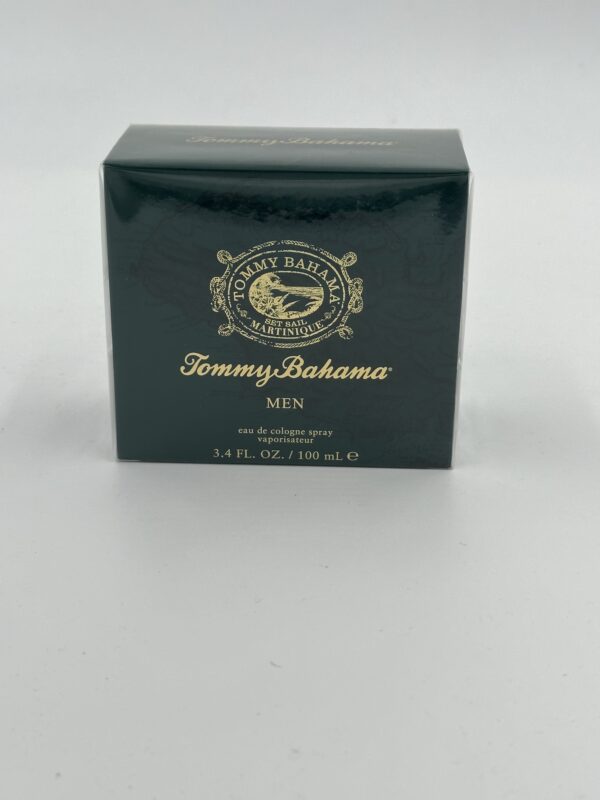 Tommy Bahama
TOMMY BAHAMA
SET SAIL
MARTINIQUE
Tommy Bahama®
MEN
eau de cologne spray
vaporisateur
3.4 FL. OZ. / 100 mL ℮